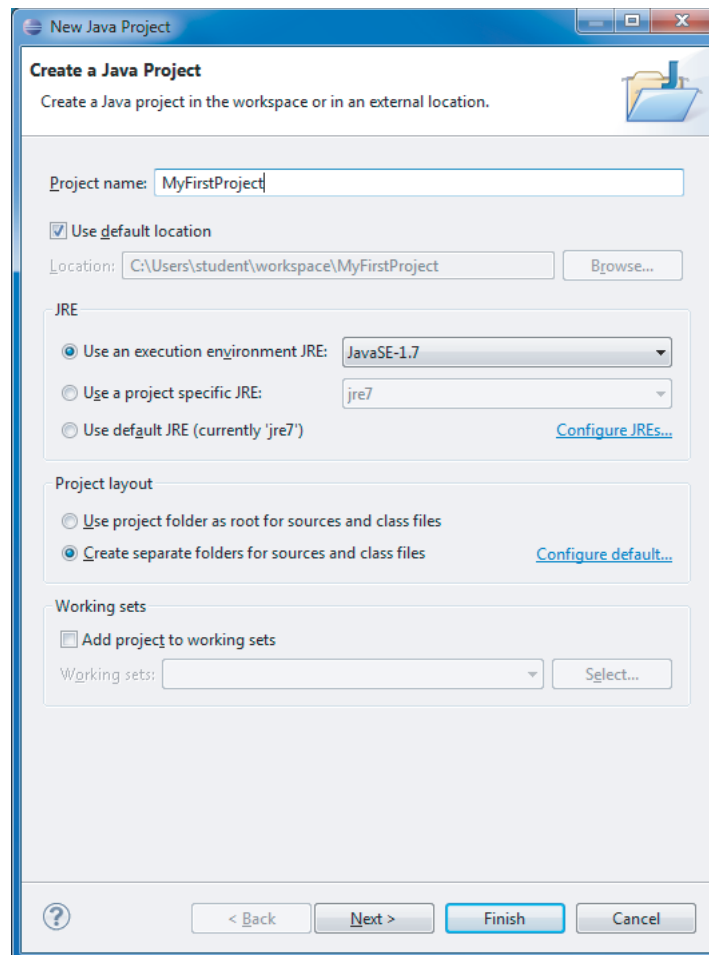 New Java Project
Create a Java Project
Create a Java project in the workspace or in an external location.
Project name: MyFirstProject
Use default location
Location: C:\Users\student\workspace\MyFirstProject Browse...
JRE
Use an execution environment JRE: JavaSE-1.7
Use a project specific JRE: jre7
Use default JRE (currently 'jre7') Configure JREs...
Project layout
Use project folder as root for sources and class files
Create separate folders for sources and class files Configure default...
Working sets
Add project to working sets
Working sets: Select...
? < Back Next > Finish Cancel